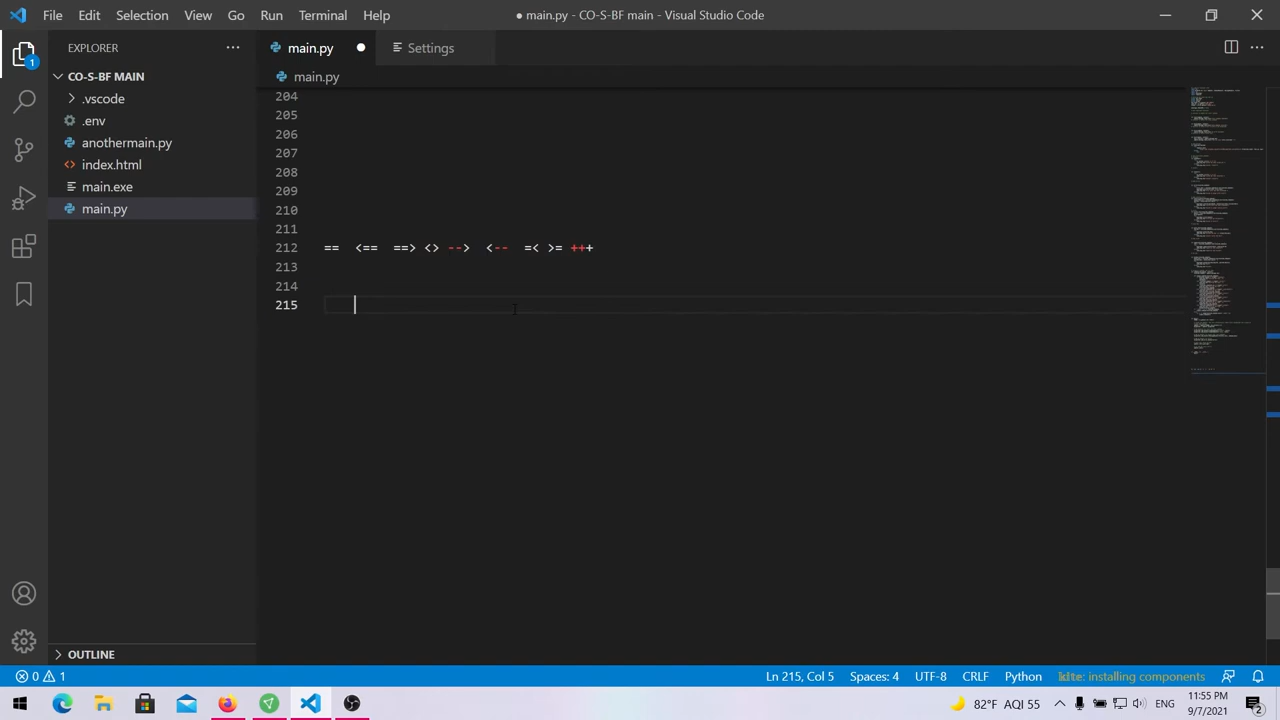 File Edit Selection View Go Run Terminal Help
● main.py - CO-S-BF main - Visual Studio Code
EXPLORER
main.py
Settings
CO-S-BF MAIN
main.py
.vscode
.env
anothermain.py
index.html
main.exe
main.py
204
205
206
207
208
209
210
211
212
213
214
215
OUTLINE
0 1
Ln 215, Col 5 Spaces: 4 UTF-8 CRLF Python
installing components
82°F AQI 55
ENG
11:55 PM
9/7/2021
1
2